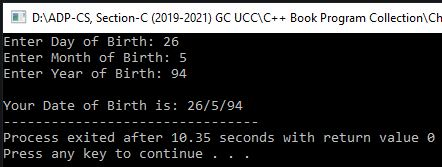 D:\ADP-CS, Section-C (2019-2021) GC UCC\C++ Book Program Collection\Ch
Enter Day of Birth: 26
Enter Month of Birth: 5
Enter Year of Birth: 94
Your Date of Birth is: 26/5/94
--------------------------------
Process exited after 10.35 seconds with return value 0
Press any key to continue . . .